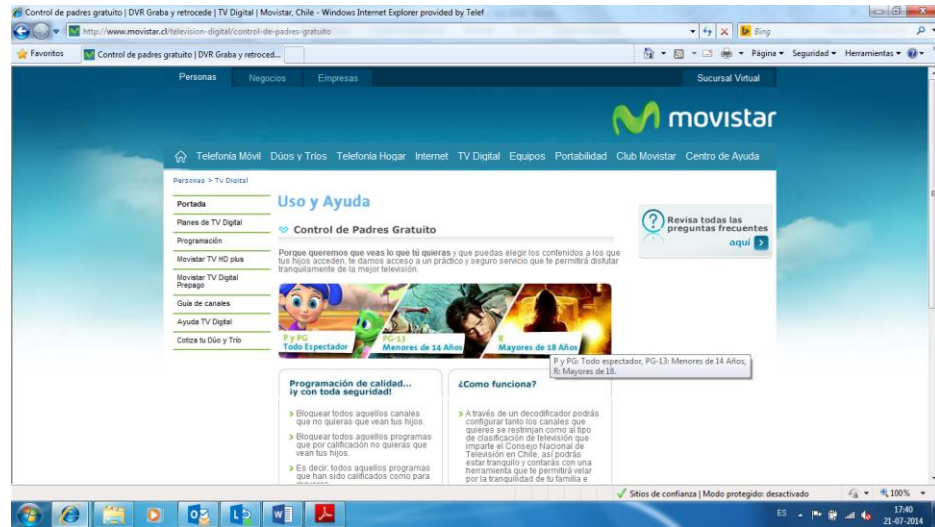 Control de padres gratuito | DVR Graba y retrocede | TV Digital | Movistar, Chile - Windows Internet Explorer provided by Telef
http://www.movistar.cl/television-digital/control-de-padres-gratuito
Bing
Favoritos
Control de padres gratuito | DVR Graba y retroced...
Página
Seguridad
Herramientas
Personas Negocios Empresas
Sucursal Virtual
movistar
Telefonía Móvil Dúos y Tríos Telefonía Hogar Internet TV Digital Equipos Portabilidad Club Movistar Centro de Ayuda
Personas > Tv Digital
Portada
Planes de TV Digital
Programación
Movistar TV HD plus
Movistar TV Digital
Prepago
Guía de canales
Ayuda TV Digital
Cotiza tu Dúo y Trío
Uso y Ayuda
Control de Padres Gratuito
Porque queremos que veas lo que tú quieras y que puedas elegir los contenidos a los que
tus hijos acceden, te damos acceso a un práctico y seguro servicio que te permitirá disfutar
tranquilamente de la mejor televisión.
P y PG
Todo Espectador
PG-13
Menores de 14 Años
R
Mayores de 18 Años
P y PG: Todo espectador, PG-13: Menores de 14 Años,
R: Mayores de 18.
Revisa todas las
preguntas frecuentes
aquí
Programación de calidad...
¡y con toda seguridad!
Bloquear todos aquellos canales
que no quieras que vean tus hijos.
Bloquear todos aquellos programas
que por calificación no quieras que
vean tus hijos.
Es decir, todos aquellos programas
que han sido calificados como para
¿Como funciona?
A través de un decodificador podrás
configurar tanto los canales que
quieres se restrinjan como al tipo
de clasificación de televisión que
imparte el Consejo Nacional de
Televisión en Chile, así podrás
estar tranquilo y contarás con una
herramienta que te permitirá velar
por la tranquilidad de tu familia e
Sitios de confianza | Modo protegido: desactivado
100%
ES
17:40
21-07-2014